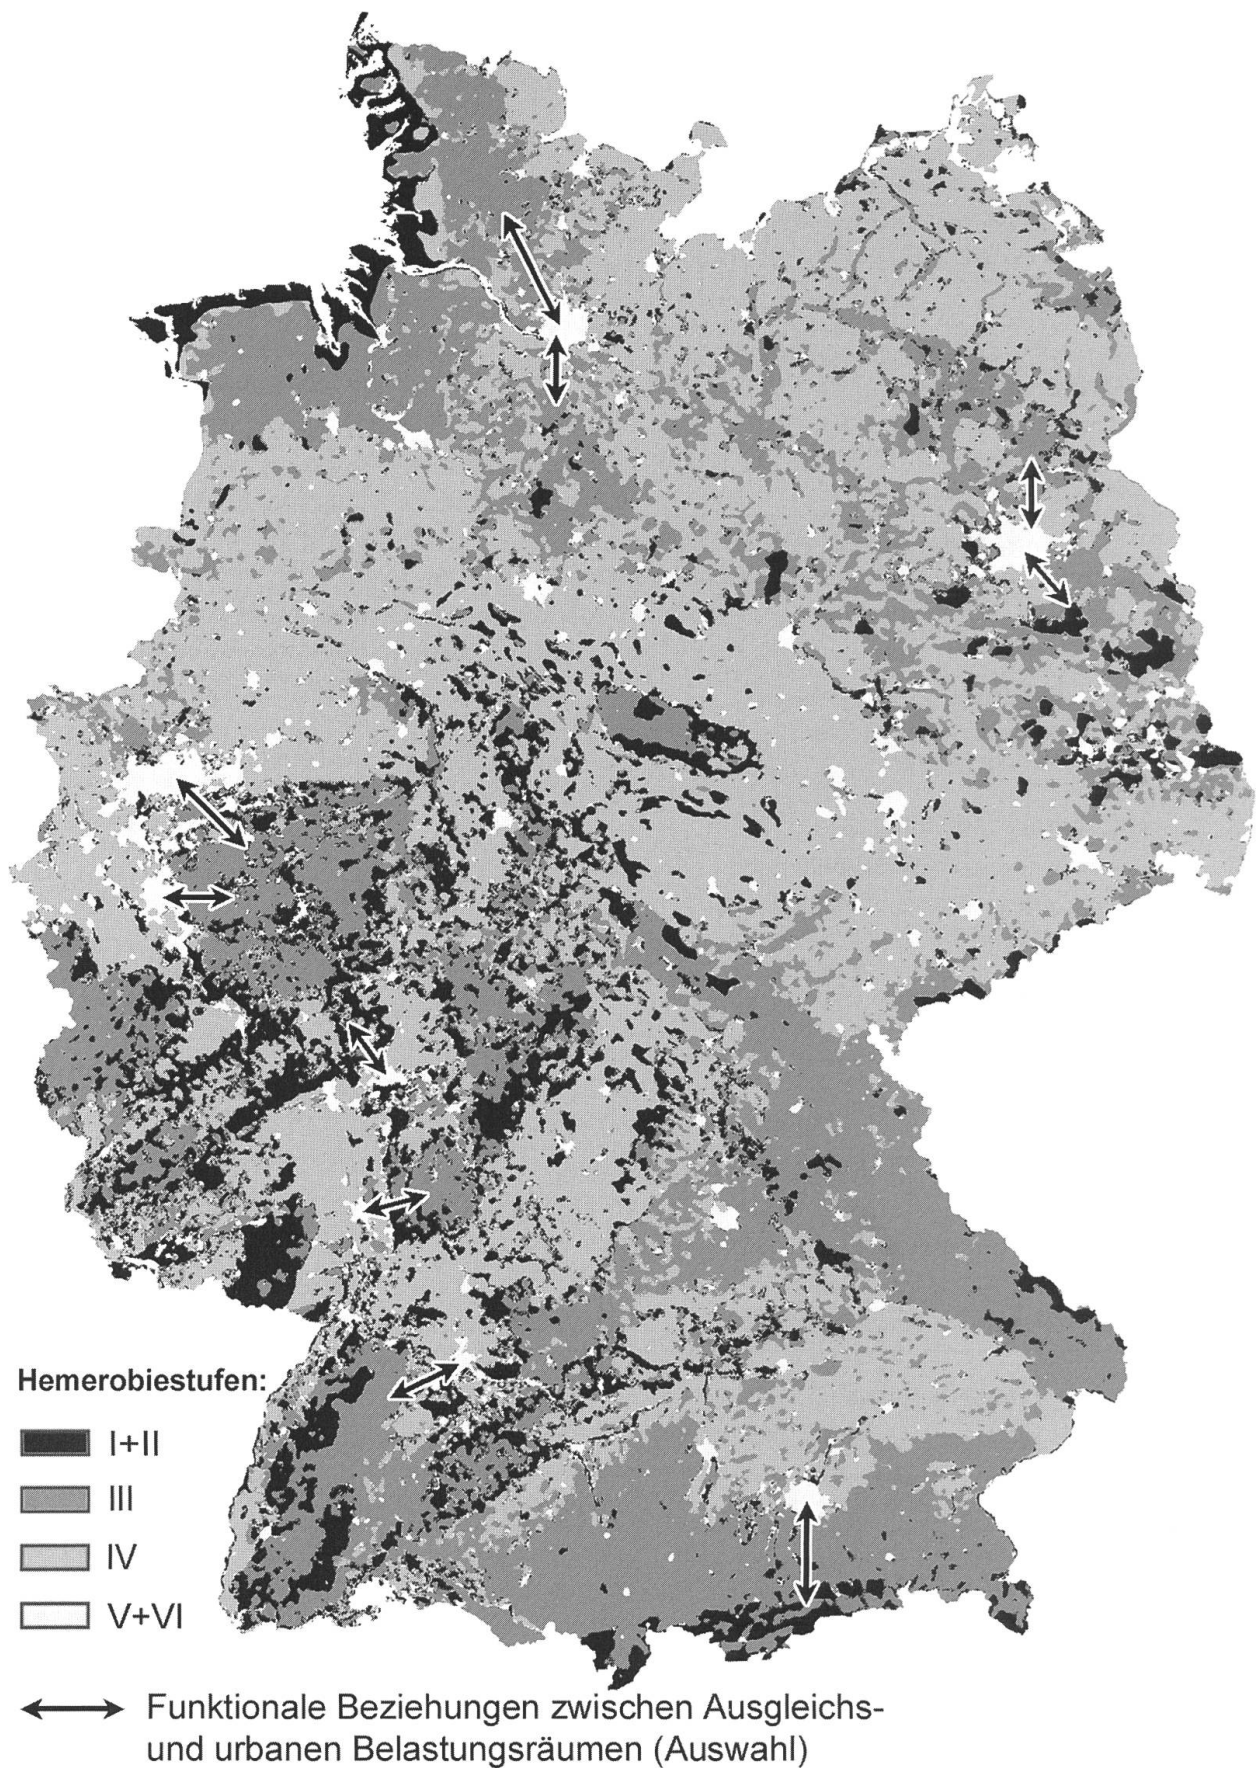 Hemerobiestufen:
I+II
III
IV
V+VI
Funktionale Beziehungen zwischen Ausgleichs-
und urbanen Belastungsräumen (Auswahl)